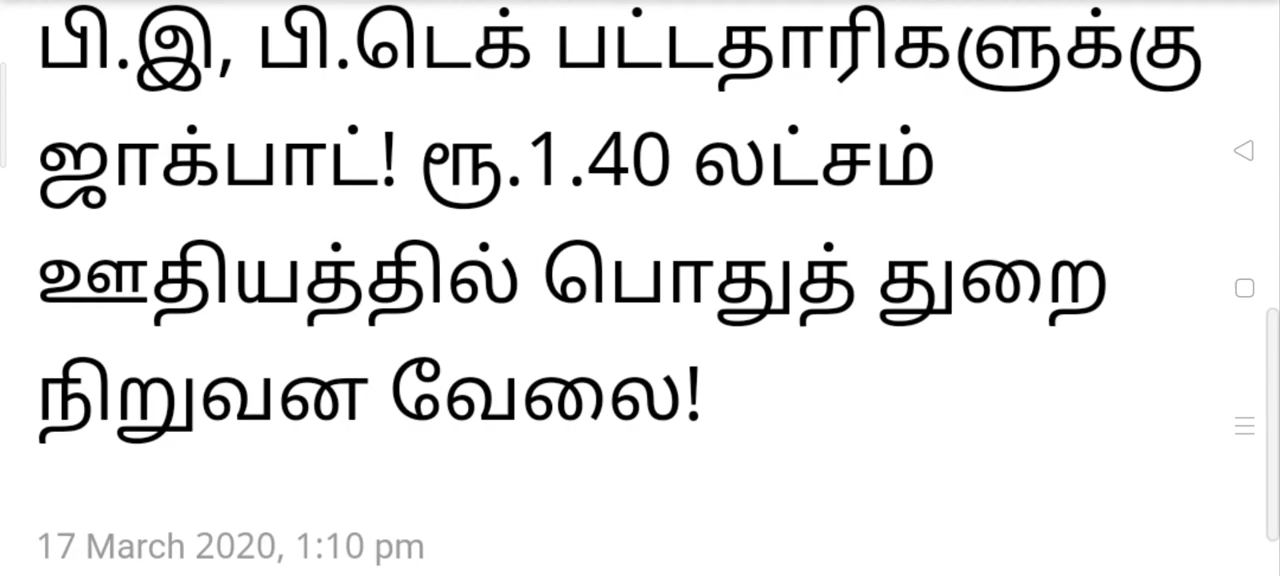 பி.இ, பி.டெக் பட்டதாரிகளுக்கு
ஜாக்பாட்! ரூ.1.40 லட்சம்
ஊதியத்தில் பொதுத் துறை
நிறுவன வேலை!
17 March 2020, 1:10 pm